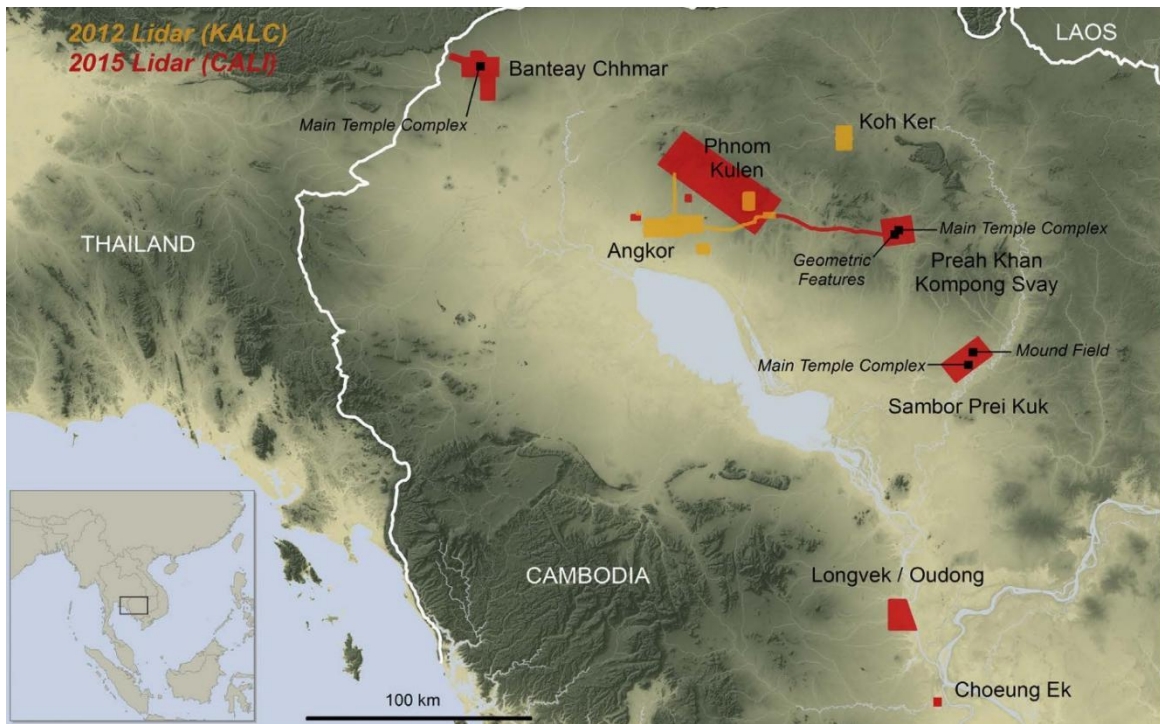 2012 Lidar (KALC)
2015 Lidar (CALI)
LAOS
Banteay Chhmar
Main Temple Complex
Koh Ker
Phnom
Kulen
THAILAND
Angkor
Main Temple Complex
Geometric
Features
Preah Khan
Kompong Svay
Mound Field
Main Temple Complex
Sambor Prei Kuk
CAMBODIA
Longvek / Oudong
Choeung Ek
100 km